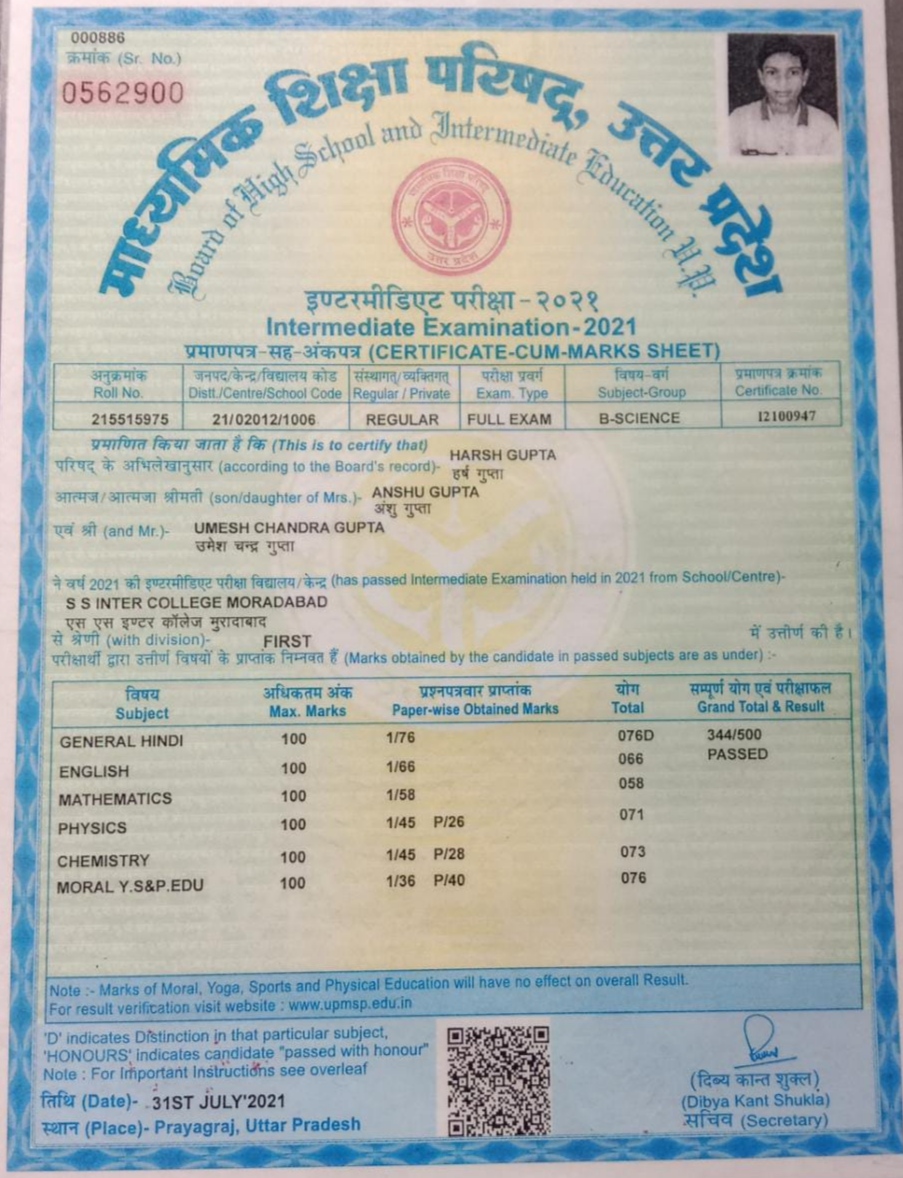 000886
क्रमांक (Sr. No.)
0562900
माध्यमिक शिक्षा परिषद्, उत्तर प्रदेश
Board of High School and Intermediate Education U.P.
माध्यमिक शिक्षा परिषद्
उत्तर प्रदेश
इण्टरमीडिएट परीक्षा - २०२१
Intermediate Examination - 2021
प्रमाणपत्र-सह-अंकपत्र (CERTIFICATE-CUM-MARKS SHEET)
अनुक्रमांक जनपद/केन्द्र/विद्यालय कोड संस्थागत/व्यक्तिगत परीक्षा प्रवर्ग विषय-वर्ग प्रमाणपत्र क्रमांक
Roll No. Distt./Centre/School Code Regular / Private Exam. Type Subject-Group Certificate No.
215515975 21/02012/1006 REGULAR FULL EXAM B-SCIENCE 12100947
प्रमाणित किया जाता है कि (This is to certify that)
परिषद के अभिलेखानुसार (according to the Board's record)- HARSH GUPTA
हर्ष गुप्ता
आत्मज/आत्मजा श्रीमती (son/daughter of Mrs.)- ANSHU GUPTA
अंशु गुप्ता
एवं श्री (and Mr.)- UMESH CHANDRA GUPTA
उमेश चन्द्र गुप्ता
ने वर्ष 2021 की इण्टरमीडिएट परीक्षा विद्यालय/केन्द्र (has passed Intermediate Examination held in 2021 from School/Centre)-
S S INTER COLLEGE MORADABAD
एस एस इण्टर कॉलेज मुरादाबाद
से श्रेणी (with division)- FIRST में उत्तीर्ण की है।
परीक्षार्थी द्वारा उत्तीर्ण विषयों के प्राप्तांक निम्नवत हैं (Marks obtained by the candidate in passed subjects are as under) :-
विषय अधिकतम अंक प्रश्नपत्रवार प्राप्तांक योग सम्पूर्ण योग एवं परीक्षाफल
Subject Max. Marks Paper-wise Obtained Marks Total Grand Total & Result
GENERAL HINDI 100 1/76 076D 344/500
PASSED
ENGLISH 100 1/66 066
MATHEMATICS 100 1/58 058
PHYSICS 100 1/45 P/26 071
CHEMISTRY 100 1/45 P/28 073
MORAL Y.S&P.EDU 100 1/36 P/40 076
Note :- Marks of Moral, Yoga, Sports and Physical Education will have no effect on overall Result.
For result verification visit website : www.upmsp.edu.in
'D' indicates Distinction in that particular subject,
'HONOURS' indicates candidate "passed with honour"
Note : For Important Instructions see overleaf
तिथि (Date)- 31ST JULY'2021
स्थान (Place)- Prayagraj, Uttar Pradesh
(दिब्य कान्त शुक्ल)
(Dibya Kant Shukla)
सचिव (Secretary)